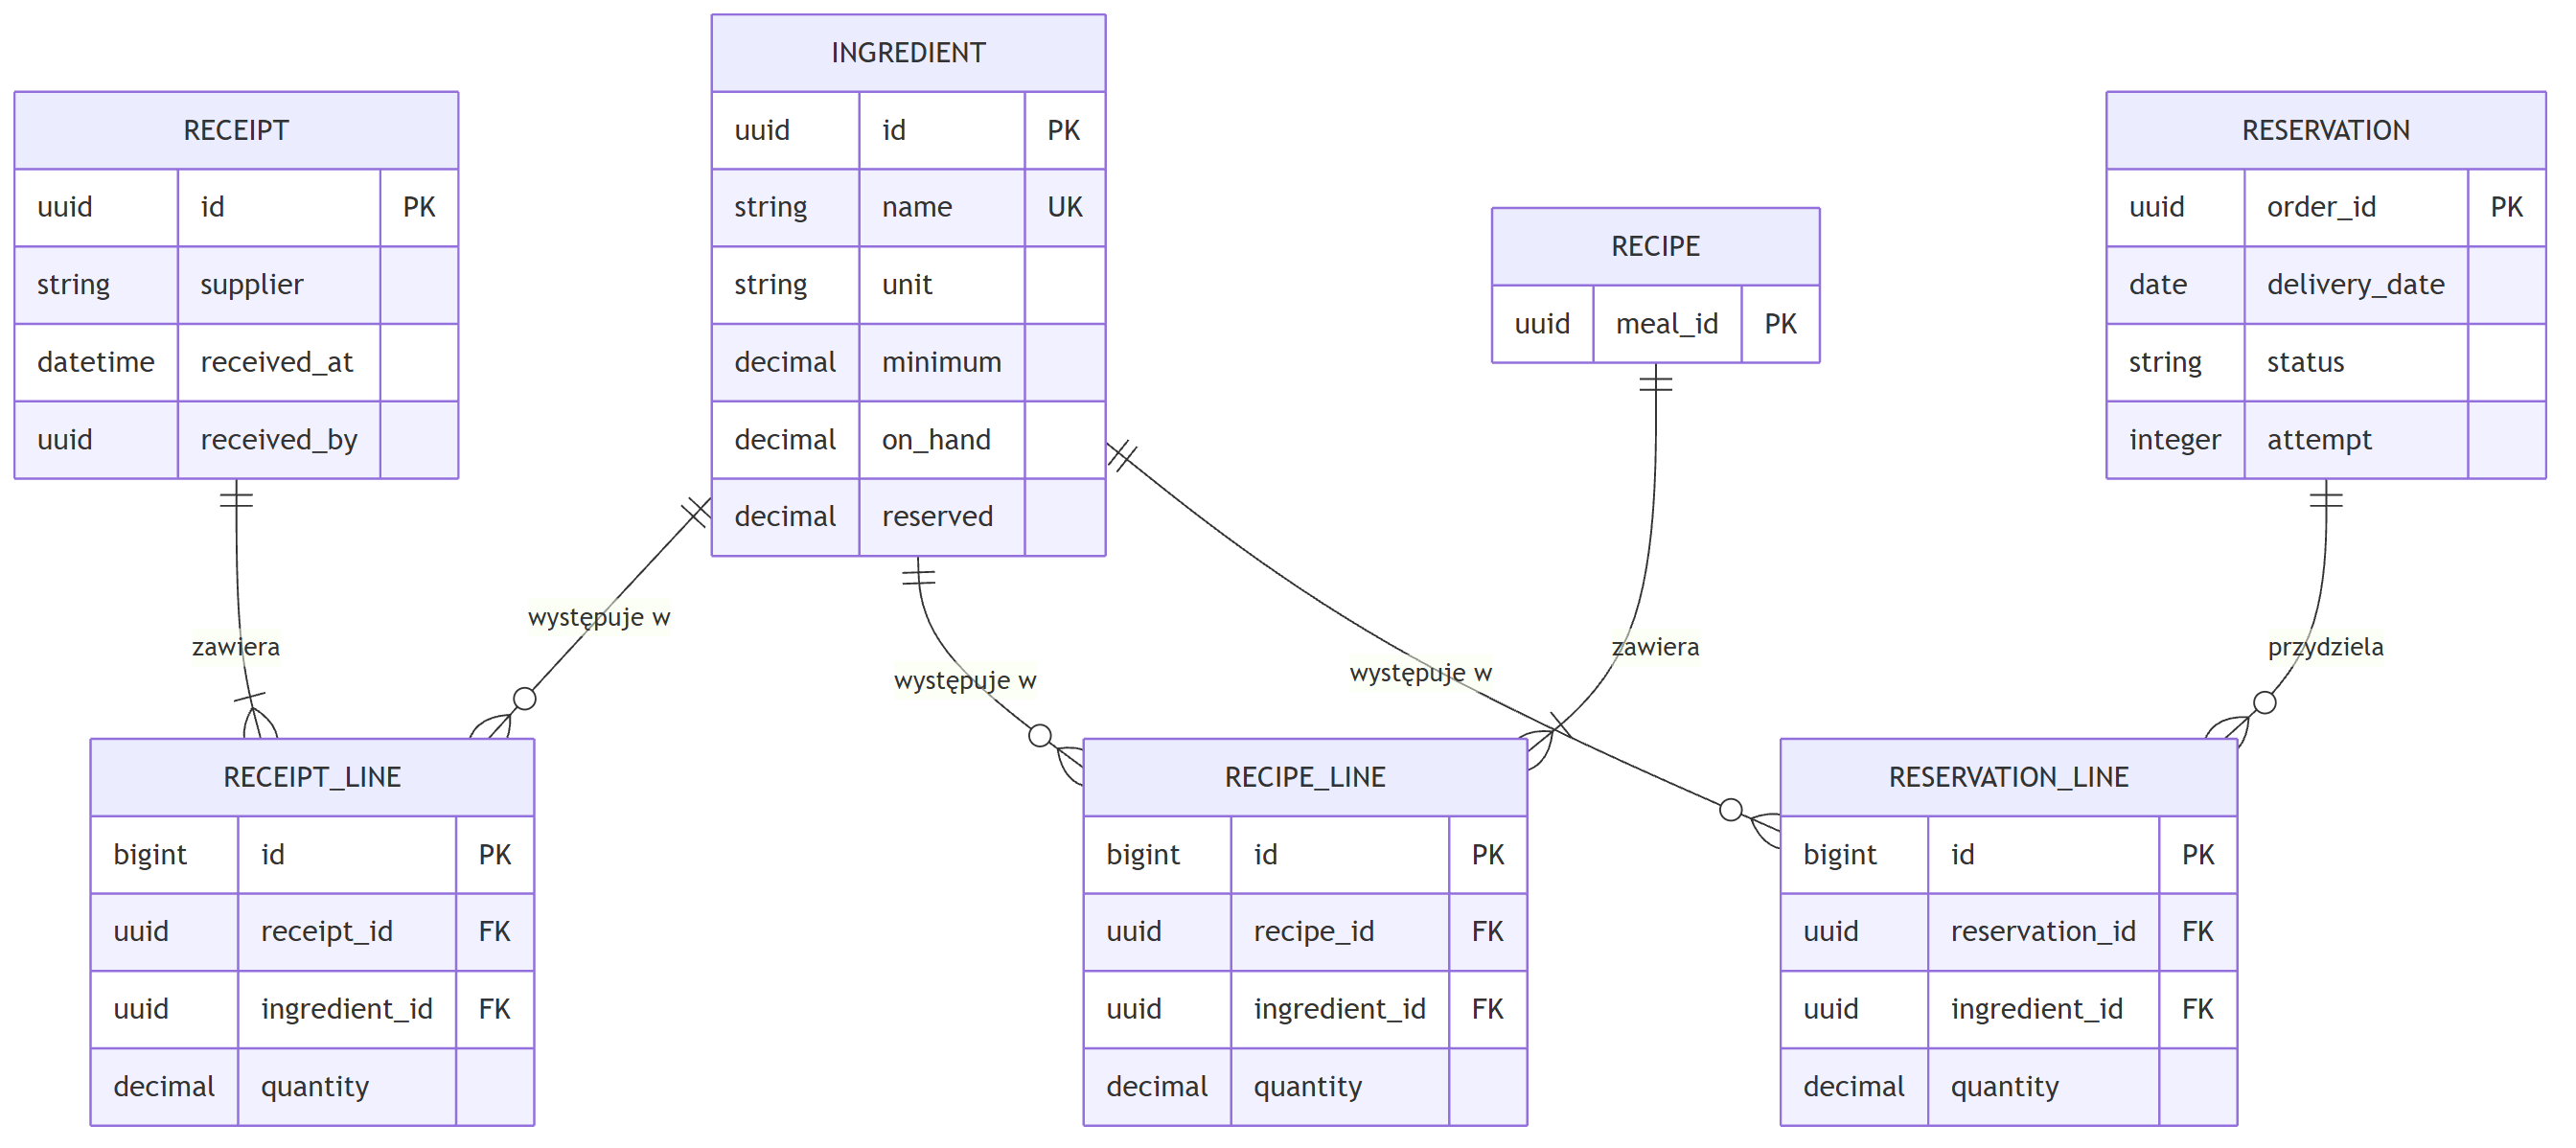 INGREDIENT
uuid id PK
string name UK
string unit
decimal minimum
decimal on_hand
decimal reserved
RECEIPT
uuid id PK
string supplier
datetime received_at
uuid received_by
RECIPE
uuid meal_id PK
RESERVATION
uuid order_id PK
date delivery_date
string status
integer attempt
zawiera
występuje w
występuje w
występuje w
zawiera
przydziela
RECEIPT_LINE
bigint id PK
uuid receipt_id FK
uuid ingredient_id FK
decimal quantity
RECIPE_LINE
bigint id PK
uuid recipe_id FK
uuid ingredient_id FK
decimal quantity
RESERVATION_LINE
bigint id PK
uuid reservation_id FK
uuid ingredient_id FK
decimal quantity